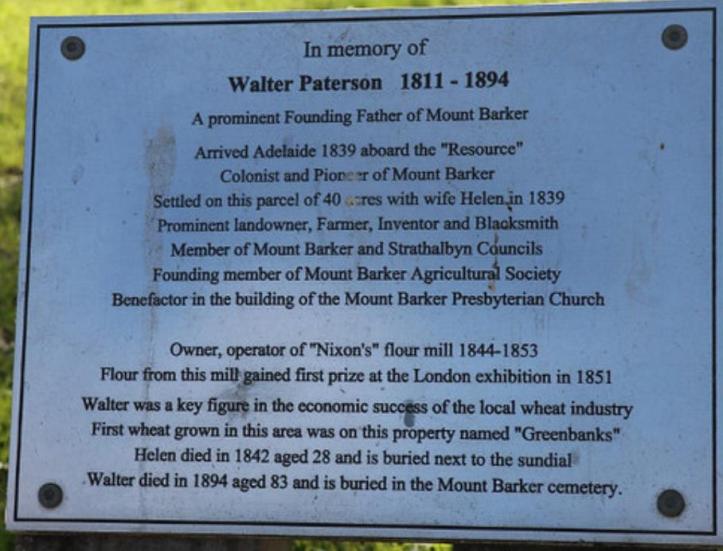 In memory of
Walter Paterson 1811 - 1894
A prominent Founding Father of Mount Barker
Arrived Adelaide 1839 aboard the "Resource"
Colonist and Pioneer of Mount Barker
Settled on this parcel of 40 acres with wife Helen in 1839
Prominent landowner, Farmer, Inventor and Blacksmith
Member of Mount Barker and Strathalbyn Councils
Founding member of Mount Barker Agricultural Society
Benefactor in the building of the Mount Barker Presbyterian Church
Owner, operator of "Nixon's" flour mill 1844-1853
Flour from this mill gained first prize at the London exhibition in 1851
Walter was a key figure in the economic success of the local wheat industry
First wheat grown in this area was on this property named "Greenbanks"
Helen died in 1842 aged 28 and is buried next to the sundial
Walter died in 1894 aged 83 and is buried in the Mount Barker cemetery.